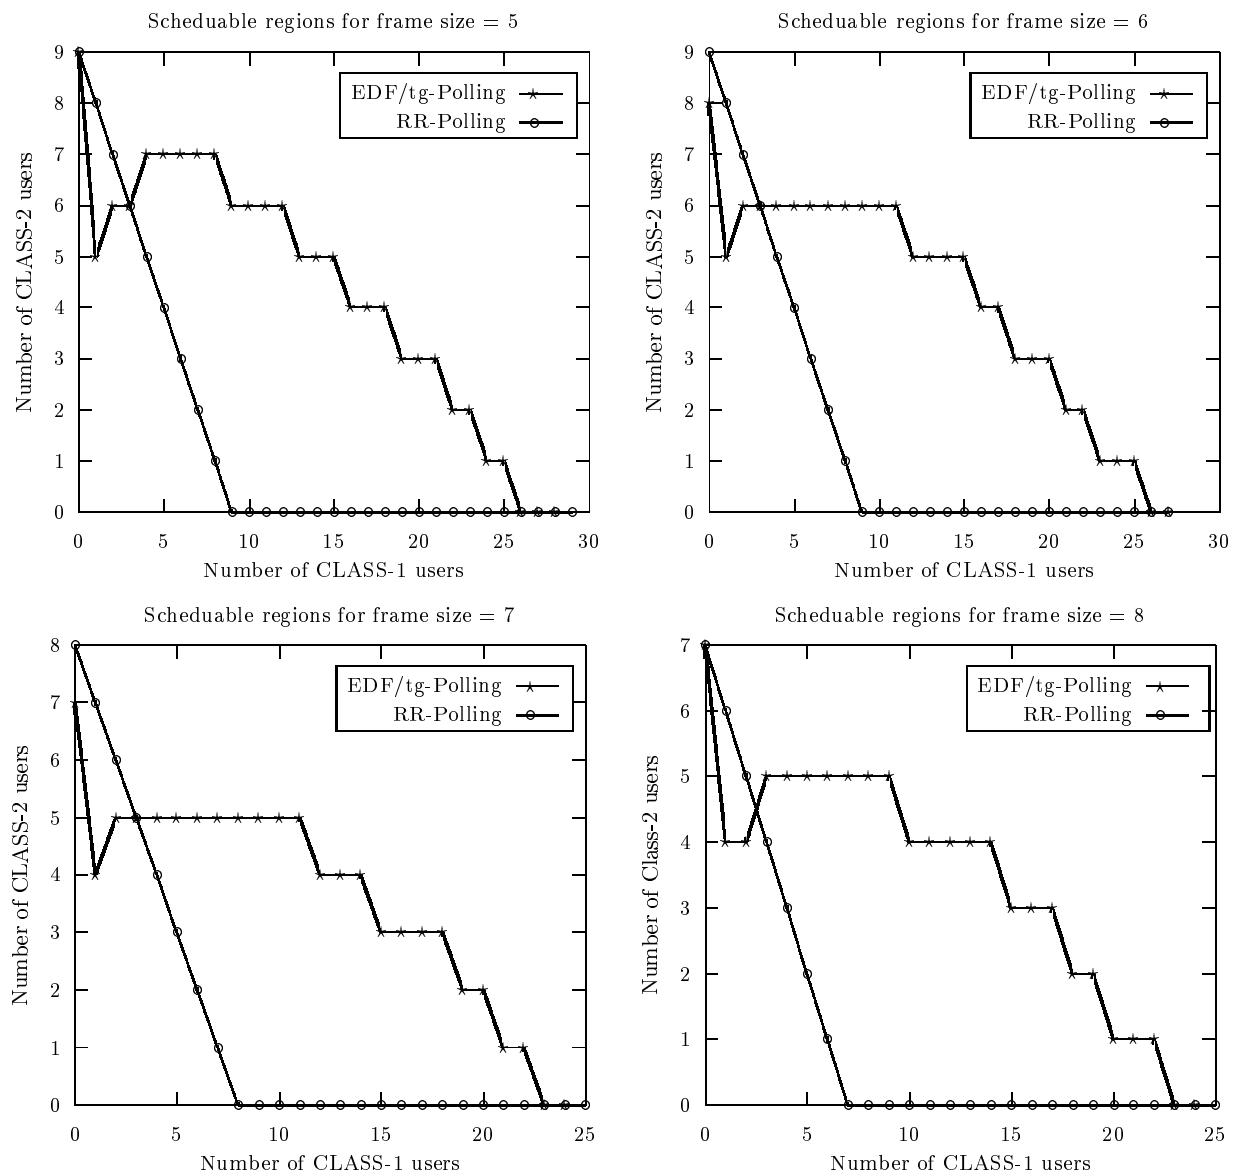 Scheduable regions for frame size = 5
9
8
7
6
5
4
3
2
1
0
Number of CLASS-2 users
EDF/tg-Polling
RR-Polling
0 5 10 15 20 25 30
Number of CLASS-1 users
Scheduable regions for frame size = 6
9
8
7
6
5
4
3
2
1
0
Number of CLASS-2 users
EDF/tg-Polling
RR-Polling
0 5 10 15 20 25 30
Number of CLASS-1 users
Scheduable regions for frame size = 7
8
7
6
5
4
3
2
1
0
Number of CLASS-2 users
EDF/tg-Polling
RR-Polling
0 5 10 15 20 25
Number of CLASS-1 users
Scheduable regions for frame size = 8
7
6
5
4
3
2
1
0
Number of Class-2 users
EDF/tg-Polling
RR-Polling
0 5 10 15 20 25
Number of CLASS-1 users